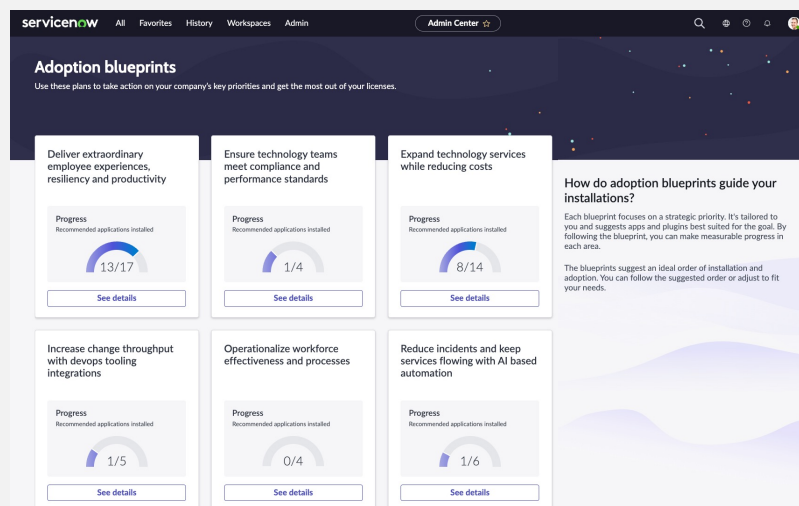 servicenow
All
Favorites
History
Workspaces
Admin
Admin Center
Adoption blueprints
Use these plans to take action on your company's key priorities and get the most out of your licenses.
Deliver extraordinary
employee experiences,
resiliency and productivity
Progress
Recommended applications installed
13/17
See details
Ensure technology teams
meet compliance and
performance standards
Progress
Recommended applications installed
1/4
See details
Expand technology services
while reducing costs
Progress
Recommended applications installed
8/14
See details
How do adoption blueprints guide your
installations?
Each blueprint focuses on a strategic priority. It's tailored to
you and suggests apps and plugins best suited for the goal. By
following the blueprint, you can make measurable progress in
each area.
The blueprints suggest an ideal order of installation and
adoption. You can follow the suggested order or adjust to fit
your needs.
Increase change throughput
with devops tooling
integrations
Progress
Recommended applications installed
1/5
See details
Operationalize workforce
effectiveness and processes
Progress
Recommended applications installed
0/4
See details
Reduce incidents and keep
services flowing with AI based
automation
Progress
Recommended applications installed
1/6
See details